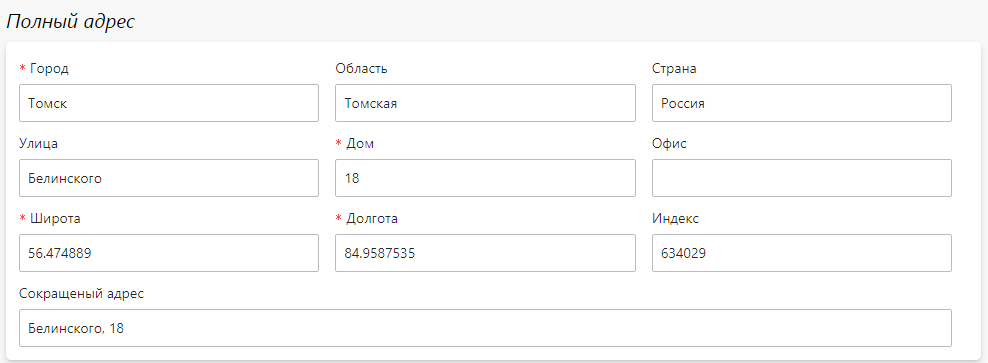 Полный адрес
* Город Область Страна
Томск Томская Россия
Улица * Дом Офис
Белинского 18
* Широта * Долгота Индекс
56.474889 84.9587535 634029
Сокращеный адрес
Белинского, 18